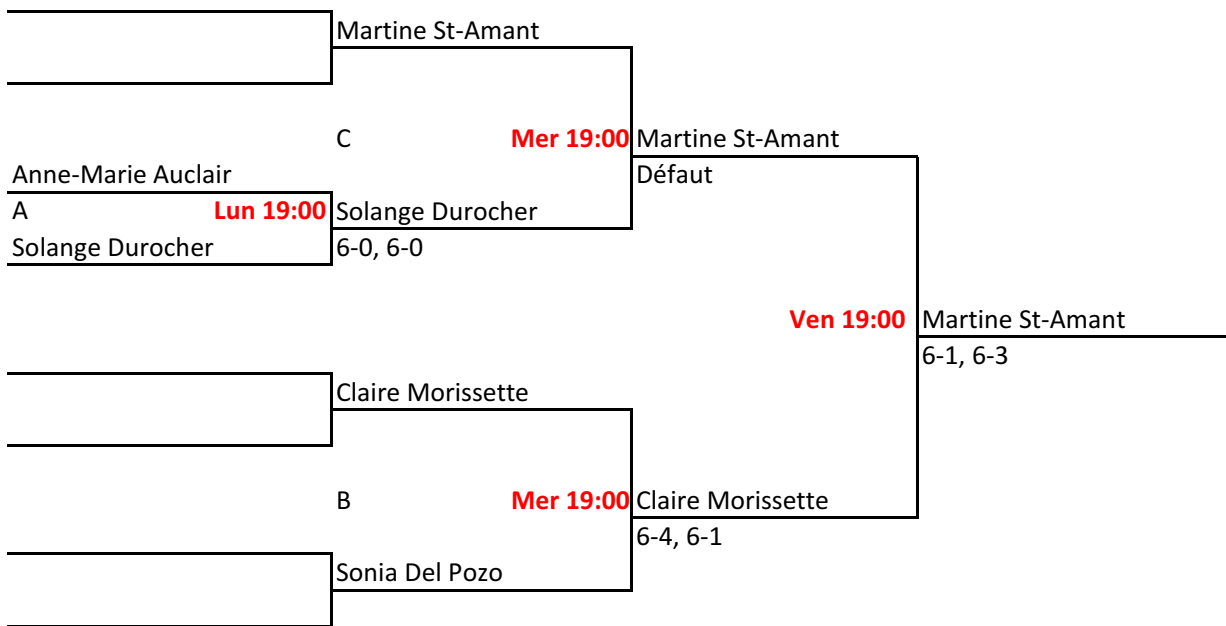 Martine St-Amant
C Mer 19:00 Martine St-Amant
Anne-Marie Auclair Défaut
A Lun 19:00 Solange Durocher
Solange Durocher 6-0, 6-0
Ven 19:00 Martine St-Amant
6-1, 6-3
Claire Morissette
B Mer 19:00 Claire Morissette
6-4, 6-1
Sonia Del Pozo